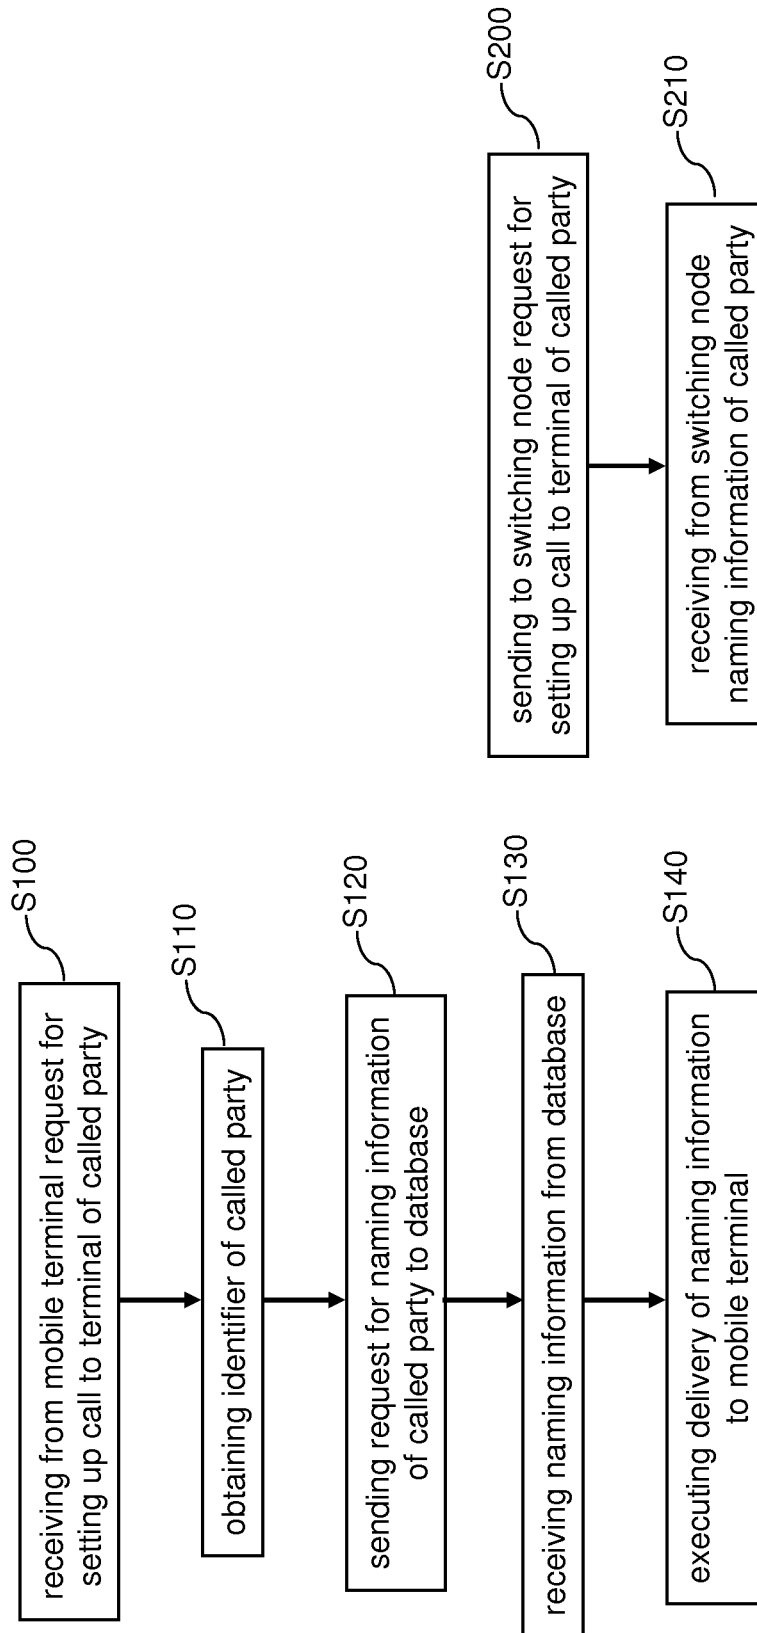 S100
receiving from mobile terminal request for
setting up call to terminal of called party
S110
obtaining identifier of called party
S120
sending request for naming information
of called party to database
S130
receiving naming information from database
S140
executing delivery of naming information
to mobile terminal
S200
sending to switching node request for
setting up call to terminal of called party
S210
receiving from switching node
naming information of called party